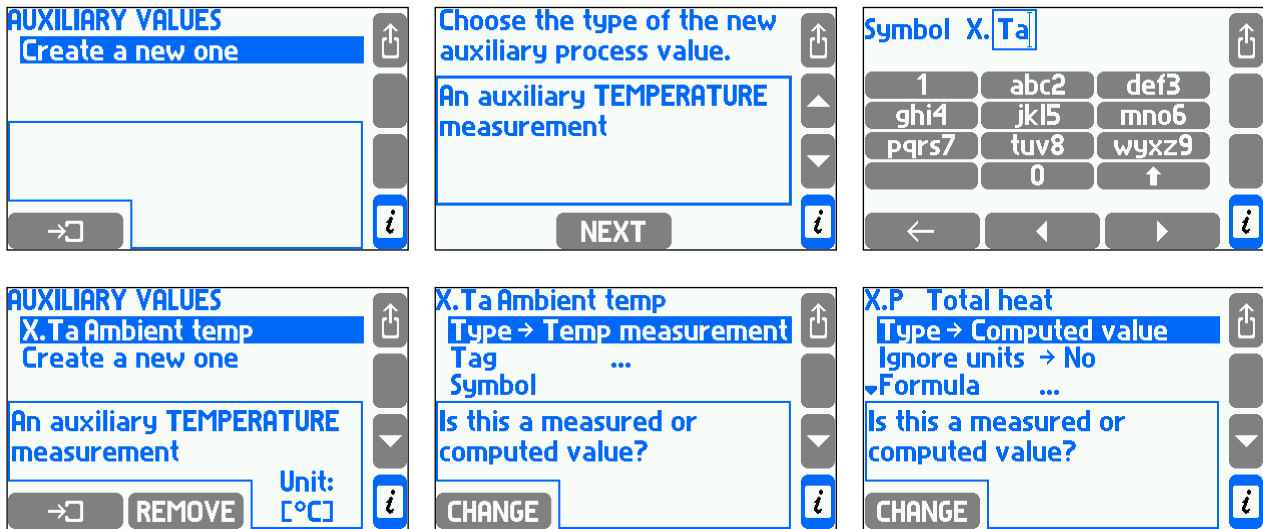 AUXILIARY VALUES
Create a new one
Choose the type of the new
auxiliary process value.
An auxiliary TEMPERATURE
measurement
NEXT
i
Symbol X.Ta
1 abc2 def3
ghi4 jkl5 mno6
pqrs7 tuv8 wyxz9
0
i
i
AUXILIARY VALUES
X.Ta Ambient temp
Create a new one
An auxiliary TEMPERATURE
measurement
Unit:
REMOVE [°C]
i
X.Ta Ambient temp
Type → Temp measurement
Tag ...
Symbol
Is this a measured or
computed value?
CHANGE
i
X.P Total heat
Type → Computed value
Ignore units → No
Formula ...
Is this a measured or
computed value?
CHANGE
i